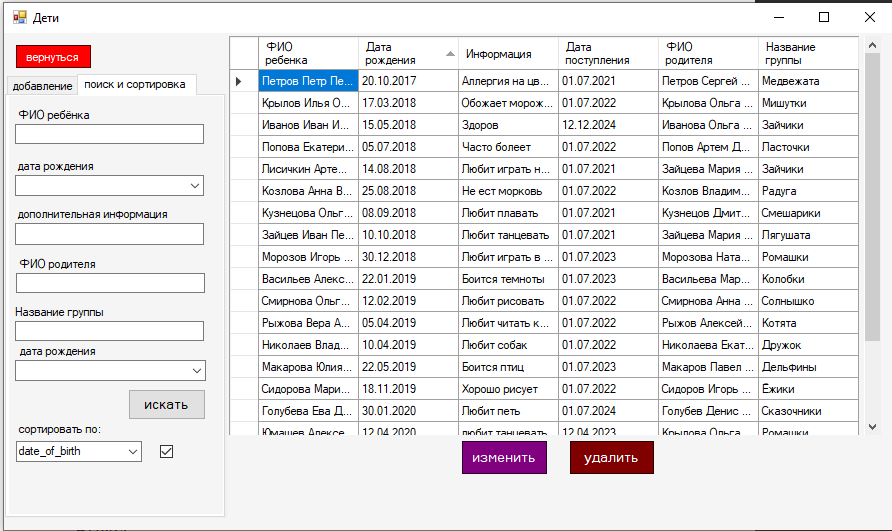 Дети
вернуться
добавление
поиск и сортировка
ФИО ребёнка
дата рождения
дополнительная информация
ФИО родителя
Название группы
дата рождения
искать
сортировать по:
date_of_birth
ФИО ребенка Дата рождения Информация Дата поступления ФИО родителя Название группы
Петров Петр Пе... 20.10.2017 Аллергия на цв... 01.07.2021 Петров Сергей ... Медвежата
Крылов Илья О... 17.03.2018 Обожает морож... 01.07.2022 Крылова Ольга ... Мишутки
Иванов Иван И... 15.05.2018 Здоров 12.12.2024 Иванова Ольга ... Зайчики
Попова Екатери... 05.07.2018 Часто болеет 01.07.2022 Попов Артем Д... Ласточки
Лисичкин Арте... 14.08.2018 Любит играть н... 01.07.2021 Зайцева Мария ... Зайчики
Козлова Анна В... 25.08.2018 Не ест морковь 01.07.2022 Козлов Владим... Радуга
Кузнецова Ольг... 08.09.2018 Любит плавать 01.07.2021 Кузнецов Дмит... Смешарики
Зайцев Иван Пе... 10.10.2018 Любит танцевать 01.07.2021 Зайцева Мария ... Лягушата
Морозов Игорь ... 30.12.2018 Любит играть в ... 01.07.2023 Морозова Ната... Ромашки
Васильев Алекс... 22.01.2019 Боится темноты 01.07.2023 Васильева Мар... Колобки
Смирнова Ольг... 12.02.2019 Любит рисовать 01.07.2022 Смирнова Анна ... Солнышко
Рыжова Вера А... 05.04.2019 Любит читать к... 01.07.2022 Рыжов Алексей... Котята
Николаев Влад... 10.04.2019 Любит собак 01.07.2022 Николаева Екат... Дружок
Макарова Юлия... 22.05.2019 Боится птиц 01.07.2023 Макаров Павел ... Дельфины
Сидорова Мари... 18.11.2019 Хорошо рисует 01.07.2022 Сидоров Игорь ... Ёжики
Голубева Ева Д... 30.01.2020 Любит петь 01.07.2024 Голубев Денис ... Сказочники
Юмашев Алексе... 12.04.2020 любит танцевать 12.04.2023 Крылова Ольга ... Ромашки
изменить
удалить